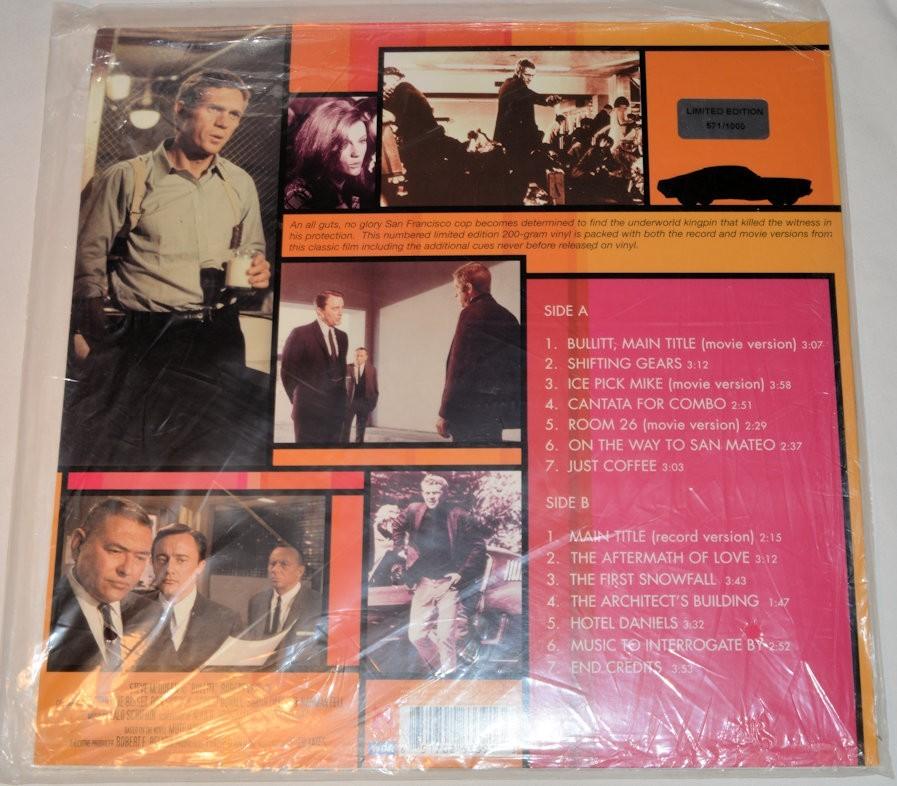 LIMITED EDITION
571/1000
An all guts, no glory San Francisco cop becomes determined to find the underworld kingpin that killed the witness in
his protection. This numbered limited edition 200-gram vinyl is packed with both the record and movie versions from
this classic film including the additional cues never before released on vinyl.
SIDE A
1. BULLITT; MAIN TITLE (movie version) 3:07
2. SHIFTING GEARS 3:12
3. ICE PICK MIKE (movie version) 3:58
4. CANTATA FOR COMBO 2:51
5. ROOM 26 (movie version) 2:29
6. ON THE WAY TO SAN MATEO 2:37
7. JUST COFFEE 3:03
SIDE B
1. MAIN TITLE (record version) 2:15
2. THE AFTERMATH OF LOVE 3:12
3. THE FIRST SNOWFALL 3:43
4. THE ARCHITECT'S BUILDING 1:47
5. HOTEL DANIELS 3:32
6. MUSIC TO INTERROGATE BY 2:52
7. END CREDITS 3:53
STEVE
BASED ON THE NOVEL